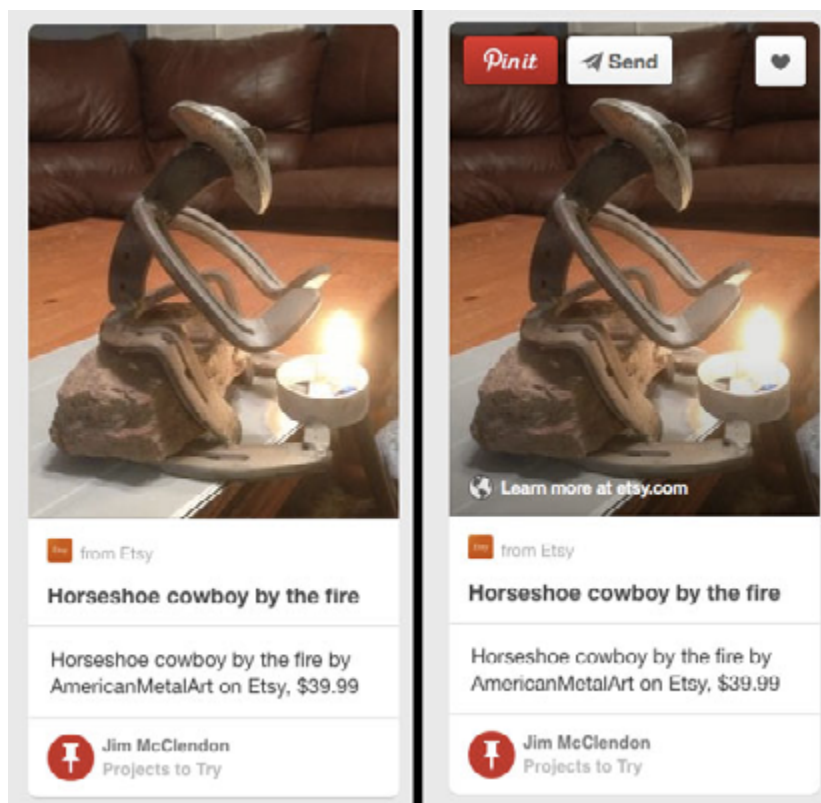 from Etsy
Horseshoe cowboy by the fire
Horseshoe cowboy by the fire by
AmericanMetalArt on Etsy, $39.99
Jim McClendon
Projects to Try
Pinit
Send
Learn more at etsy.com
from Etsy
Horseshoe cowboy by the fire
Horseshoe cowboy by the fire by
AmericanMetalArt on Etsy, $39.99
Jim McClendon
Projects to Try